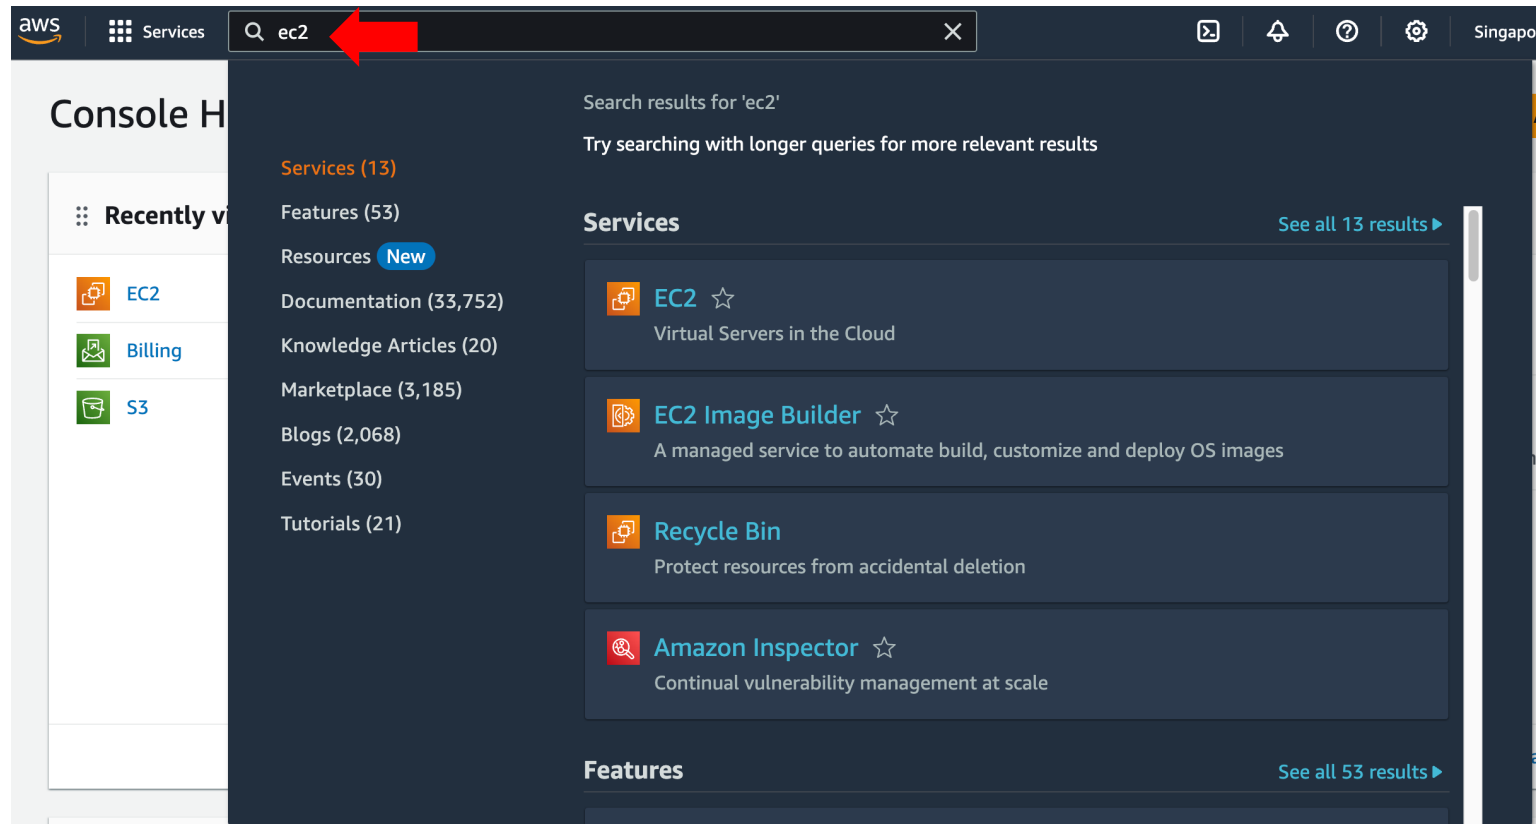 aws
Services
ec2
Singapo
Console H
Recently vi
EC2
Billing
S3
Services (13)
Features (53)
Resources New
Documentation (33,752)
Knowledge Articles (20)
Marketplace (3,185)
Blogs (2,068)
Events (30)
Tutorials (21)
Search results for 'ec2'
Try searching with longer queries for more relevant results
Services
See all 13 results
EC2
Virtual Servers in the Cloud
EC2 Image Builder
A managed service to automate build, customize and deploy OS images
Recycle Bin
Protect resources from accidental deletion
Amazon Inspector
Continual vulnerability management at scale
Features
See all 53 results